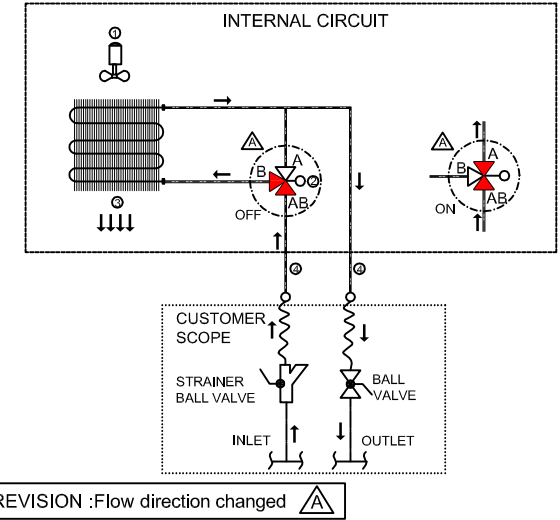 INTERNAL CIRCUIT
1
A
A
B
2
AB
OFF
A
A
B
AB
ON
3
4
4
CUSTOMER
SCOPE
STRAINER
BALL VALVE
BALL
VALVE
INLET
OUTLET
REVISION :Flow direction changed A